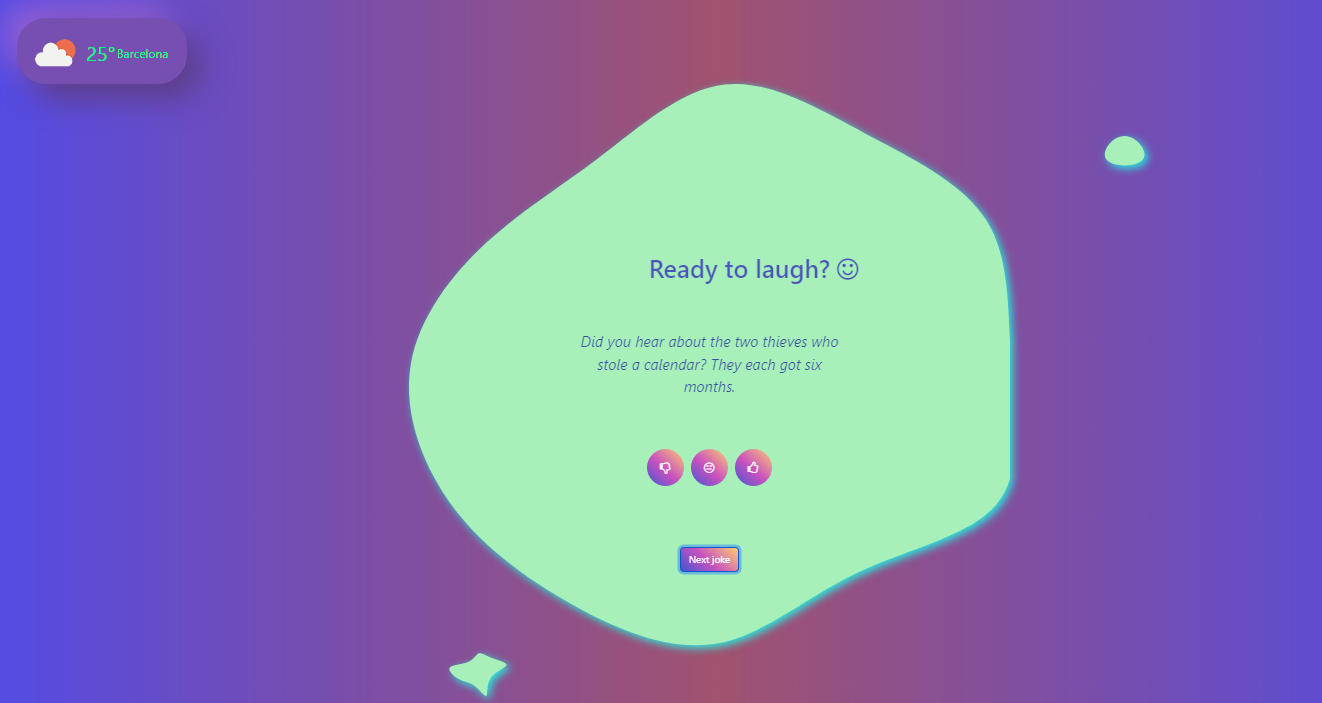 25° Barcelona
Ready to laugh?
Did you hear about the two thieves who
stole a calendar? They each got six
months.
Next joke